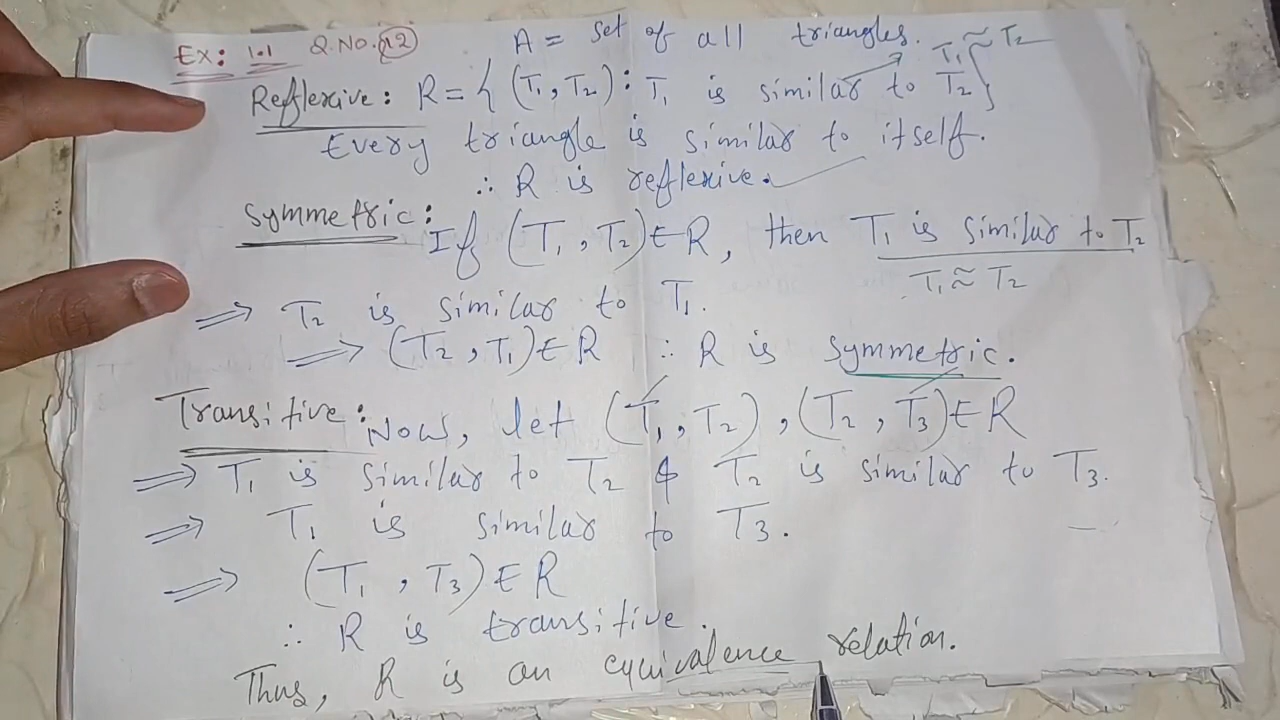 Ex: 1.1 Q.NO. 12 A = set of all triangles.
T₁ ≈ T₂
Reflexive: R = { (T₁, T₂) : T₁ is similar to T₂ }
Every triangle is similar to itself.
∴ R is reflexive.
Symmetric: If (T₁, T₂) ∈ R, then T₁ is similar to T₂
T₁ ≈ T₂
⟹ T₂ is similar to T₁.
⟹ (T₂, T₁) ∈ R ∴ R is symmetric.
Transitive: Now, let (T₁, T₂), (T₂, T₃) ∈ R
⟹ T₁ is similar to T₂ & T₂ is similar to T₃.
⟹ T₁ is similar to T₃.
⟹ (T₁, T₃) ∈ R
∴ R is transitive.
Thus, R is an equivalence relation.